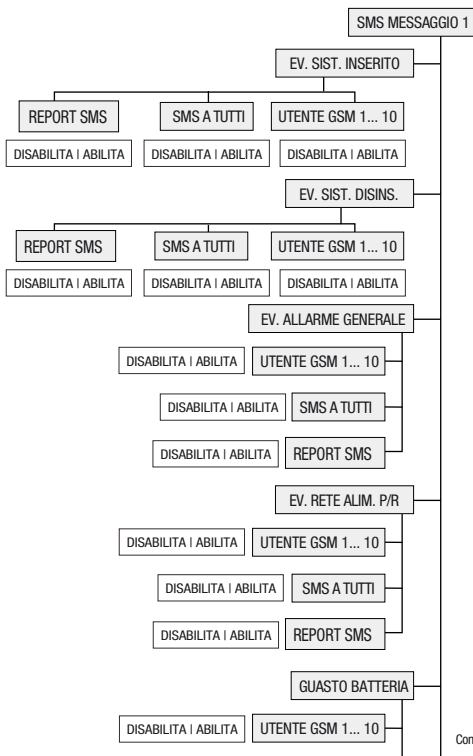 SMS MESSAGGIO 1
EV. SIST. INSERITO
REPORT SMS SMS A TUTTI UTENTE GSM 1... 10
DISABILITA I ABILITA DISABILITA I ABILITA DISABILITA I ABILITA
EV. SIST. DISINS.
REPORT SMS SMS A TUTTI UTENTE GSM 1... 10
DISABILITA I ABILITA DISABILITA I ABILITA DISABILITA I ABILITA
EV. ALLARME GENERALE
DISABILITA I ABILITA UTENTE GSM 1... 10
DISABILITA I ABILITA SMS A TUTTI
DISABILITA I ABILITA REPORT SMS
EV. RETE ALIM. P/R
DISABILITA I ABILITA UTENTE GSM 1... 10
DISABILITA I ABILITA SMS A TUTTI
DISABILITA I ABILITA REPORT SMS
GUASTO BATTERIA
DISABILITA I ABILITA UTENTE GSM 1... 10